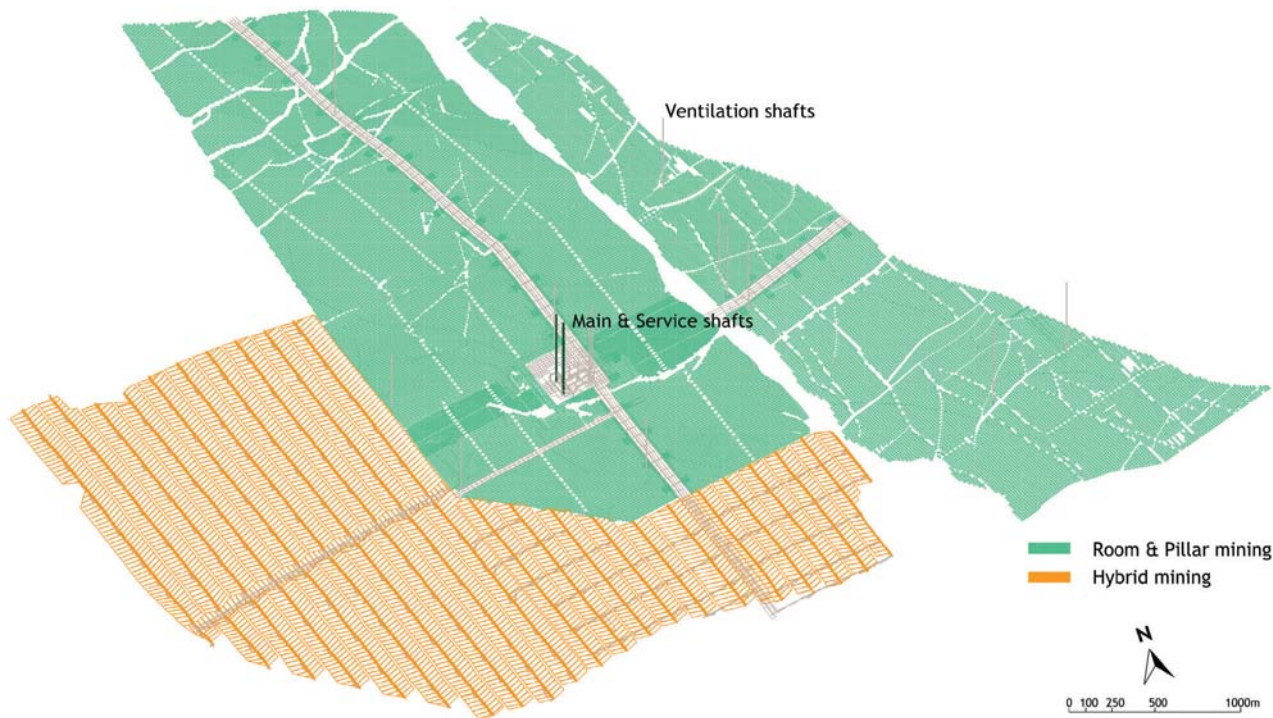 Ventilation shafts
Main & Service shafts
Room & Pillar mining
Hybrid mining
N
0 100 250 500 1000m